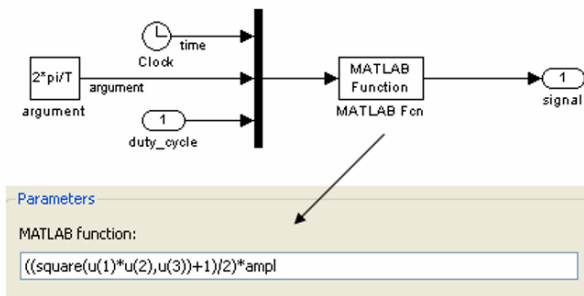 time
Clock
2*pi/T
argument
argument
1
duty_cycle
MATLAB
Function
MATLAB Fcn
1
signal
Parameters
MATLAB function:
((square(u(1)*u(2),u(3))+1)/2)*ampl